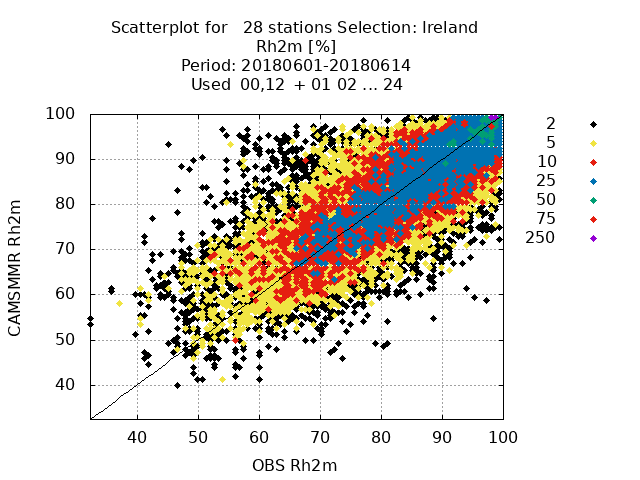 Scatterplot for 28 stations Selection: Ireland
Rh2m [%]
Period: 20180601-20180614
Used 00,12 + 01 02 ... 24
100
90
80
70
60
50
40
CAMSMMR Rh2m
40 50 60 70 80 90 100
OBS Rh2m
2
5
10
25
50
75
250